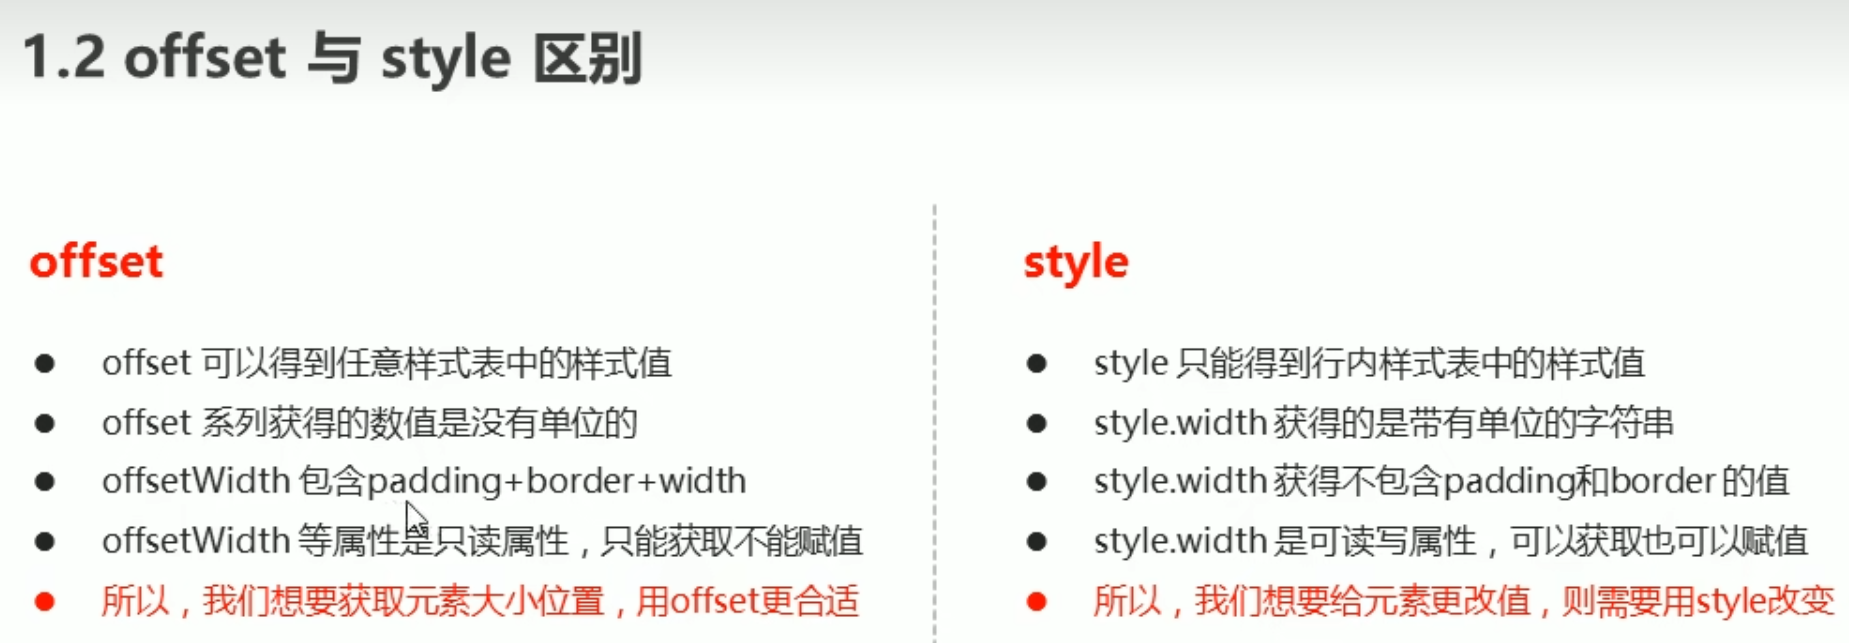 1.2 offset 与 style 区别
offset
● offset 可以得到任意样式表中的样式值
● offset 系列获得的数值是没有单位的
● offsetWidth 包含padding+border+width
● offsetWidth 等属性是只读属性，只能获取不能赋值
● 所以，我们想要获取元素大小位置，用offset更合适
style
● style 只能得到行内样式表中的样式值
● style.width 获得的是带有单位的字符串
● style.width 获得不包含padding和border 的值
● style.width 是可读写属性，可以获取也可以赋值
● 所以，我们想要给元素更改值，则需要用style改变